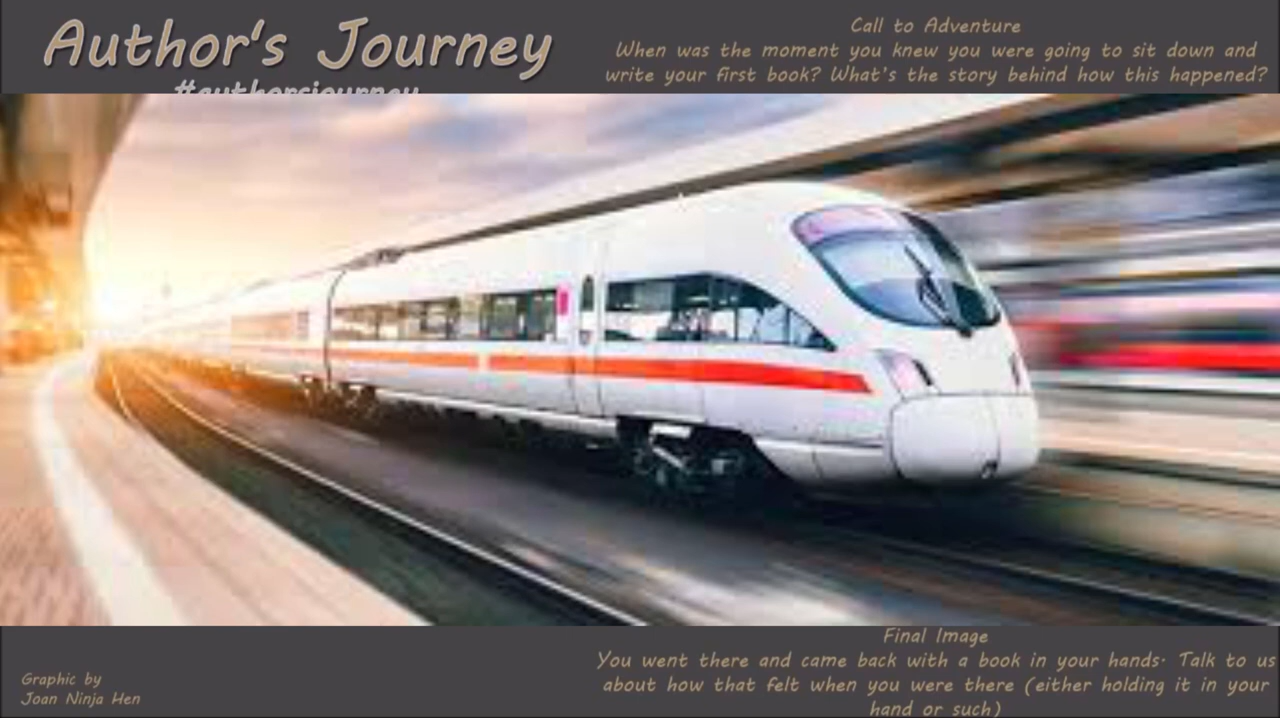 Author's Journey
#authorsjourney
Call to Adventure
When was the moment you knew you were going to sit down and
write your first book? What's the story behind how this happened?
Final Image
You went there and came back with a book in your hands. Talk to us
about how that felt when you were there (either holding it in your
hand or such)
Graphic by
Joan Ninja Hen